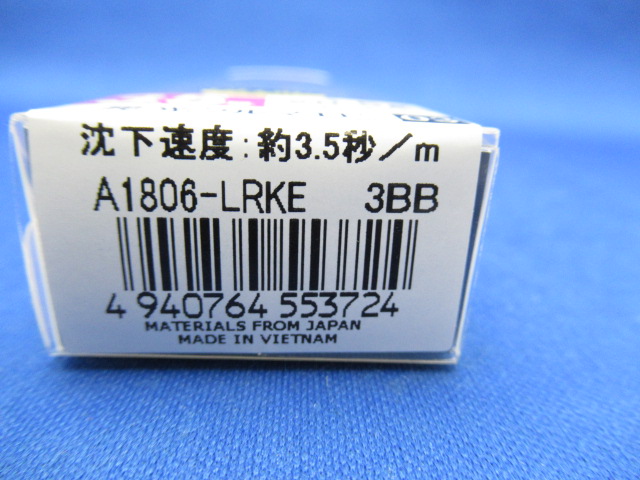 沈下速度:約3.5秒/m
A1806-LRKE 3BB
4 940764 553724
MATERIALS FROM JAPAN
MADE IN VIETNAM